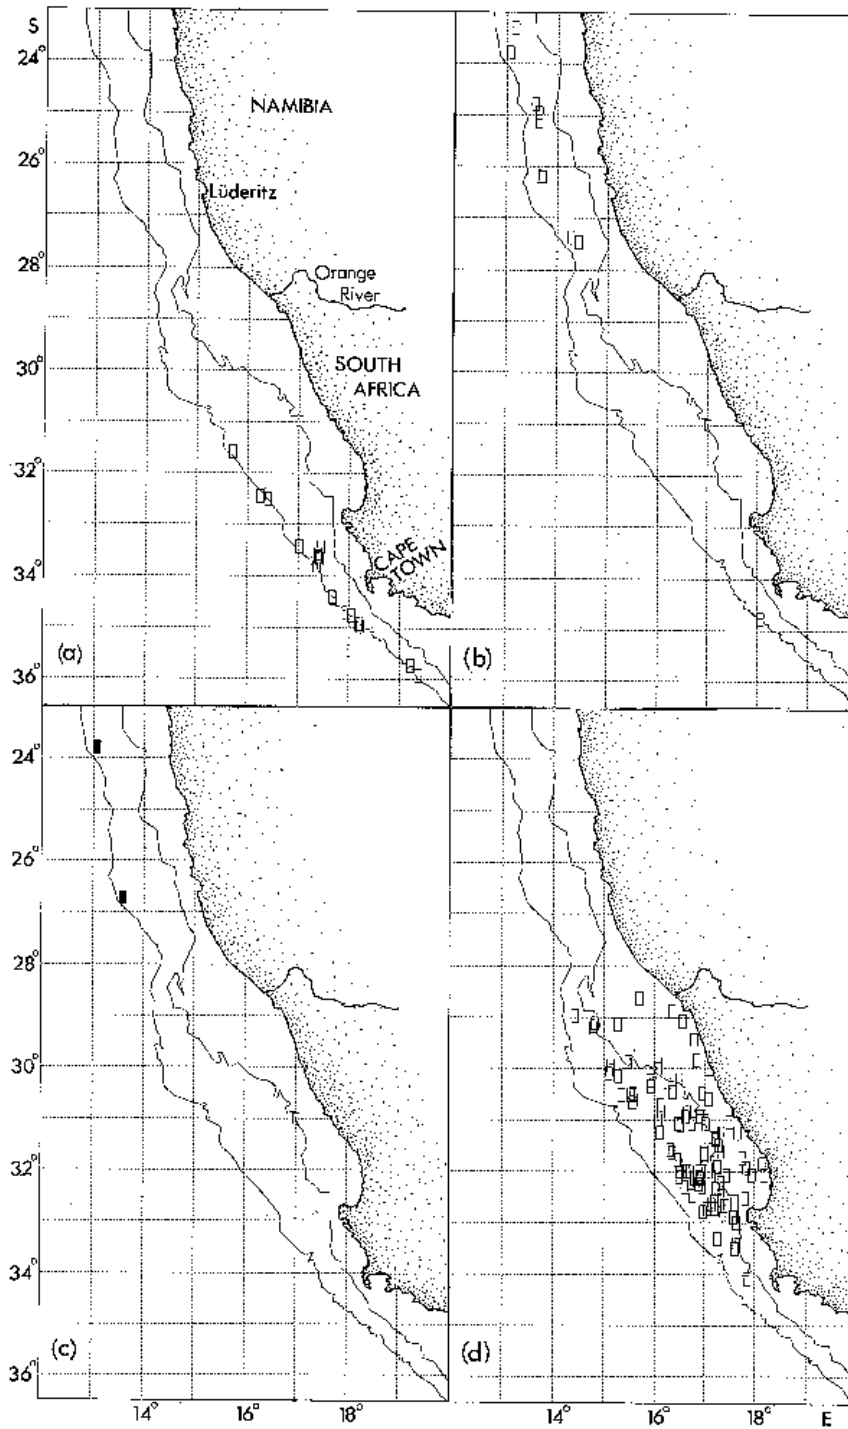 S
24°
26°
28°
30°
32°
34°
36°
NAMIBIA
Lüderitz
Orange
River
SOUTH
AFRICA
CAPE
TOWN
(a)
(b)
24°
26°
28°
30°
32°
34°
36°
(c)
(d)
14° 16° 18°
14° 16° 18° E